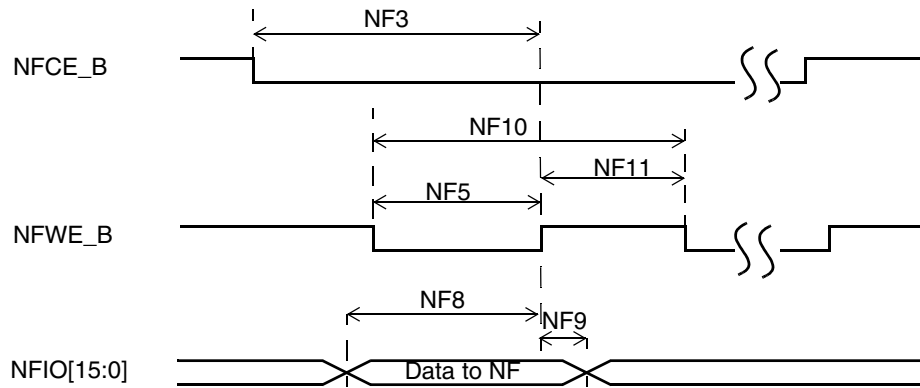 NF3
NFCE_B
NF10
NF11
NF5
NFWE_B
NF8
NF9
NFIO[15:0]
Data to NF